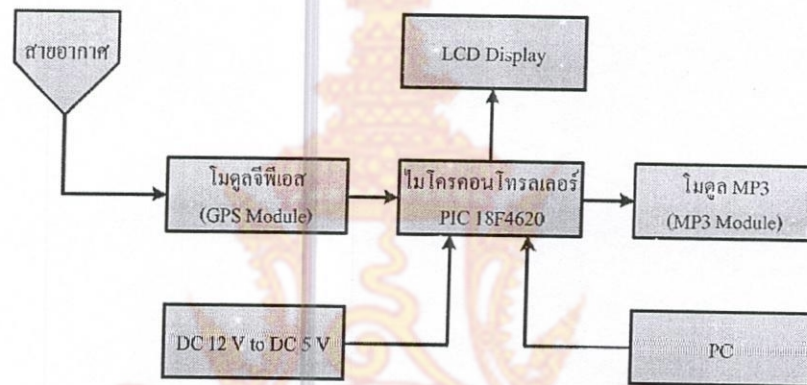 สายอากาศ
LCD Display
โมดูลจีพีเอส
(GPS Module)
ไมโครคอนโทรลเลอร์
PIC 18F4620
โมดูล MP3
(MP3 Module)
DC 12 V to DC 5 V
PC